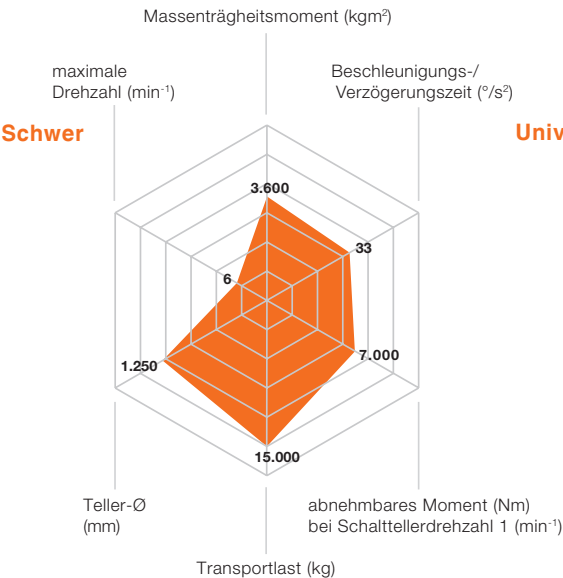 Massenträgheitsmoment (kgm²)
maximale
Drehzahl (min⁻¹)
Beschleunigungs-/
Verzögerungszeit (°/s²)
Schwer
Univ
3.600
33
6
7.000
1.250
15.000
Teller-Ø
(mm)
abnehmbares Moment (Nm)
bei Schalttellerdrehzahl 1 (min⁻¹)
Transportlast (kg)